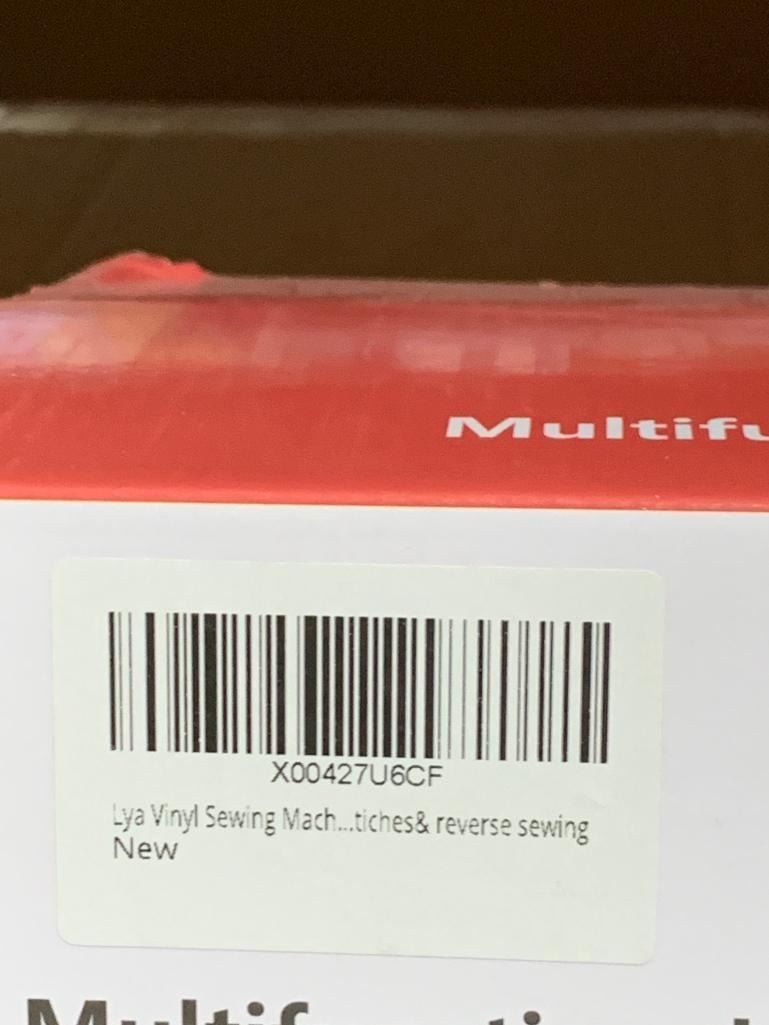 Multifu
X00427U6CF
Lya Vinyl Sewing Mach...tiches& reverse sewing
New